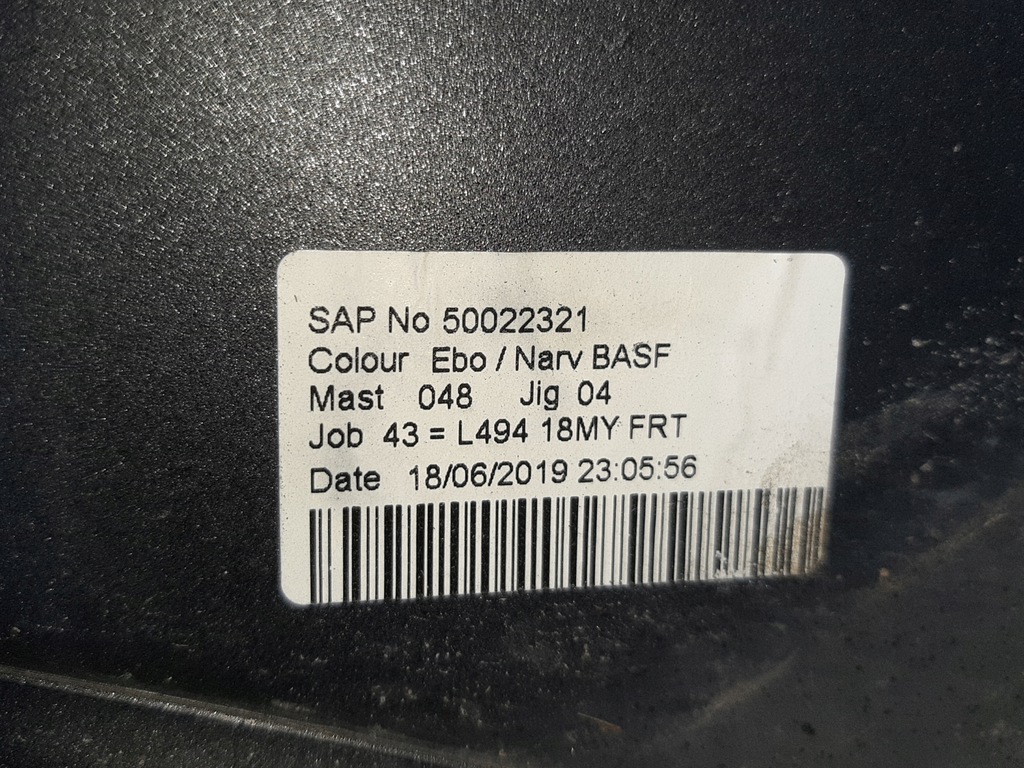 SAP No 50022321
Colour Ebo / Narv BASF
Mast 048 Jig 04
Job 43 = L494 18MY FRT
Date 18/06/2019 23:05:56